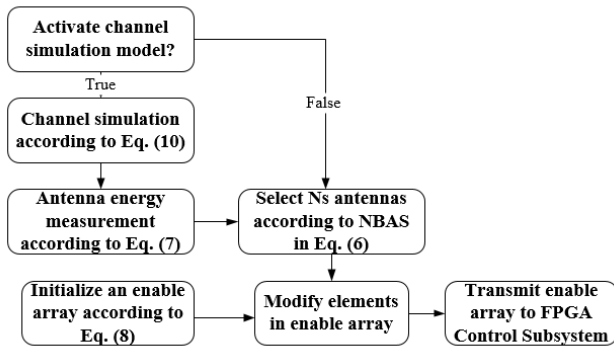 Activate channel
simulation model?
True
False
Channel simulation
according to Eq. (10)
Antenna energy
measurement
according to Eq. (7)
Select Ns antennas
according to NBAS
in Eq. (6)
Initialize an enable
array according to
Eq. (8)
Modify elements
in enable array
Transmit enable
array to FPGA
Control Subsystem